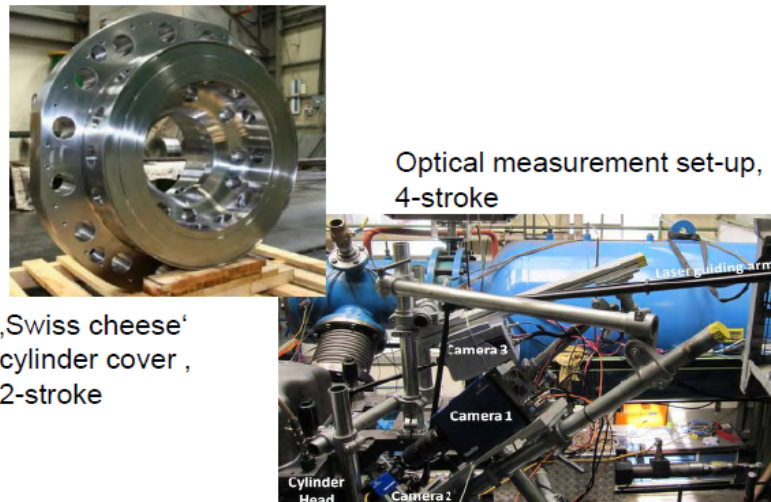 Optical measurement set-up,
4-stroke
Laser guiding arm
‚Swiss cheese‘
cylinder cover ,
2-stroke
Camera 3
Camera 1
Cylinder
Head
Camera 2